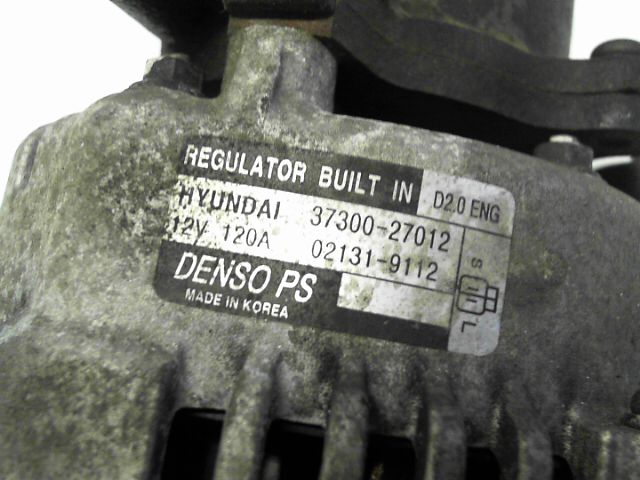 REGULATOR BUILT IN D2.0 ENG
HYUNDAI 37300-27012
12V 120A 02131-9112
DENSO PS
MADE IN KOREA
S
L